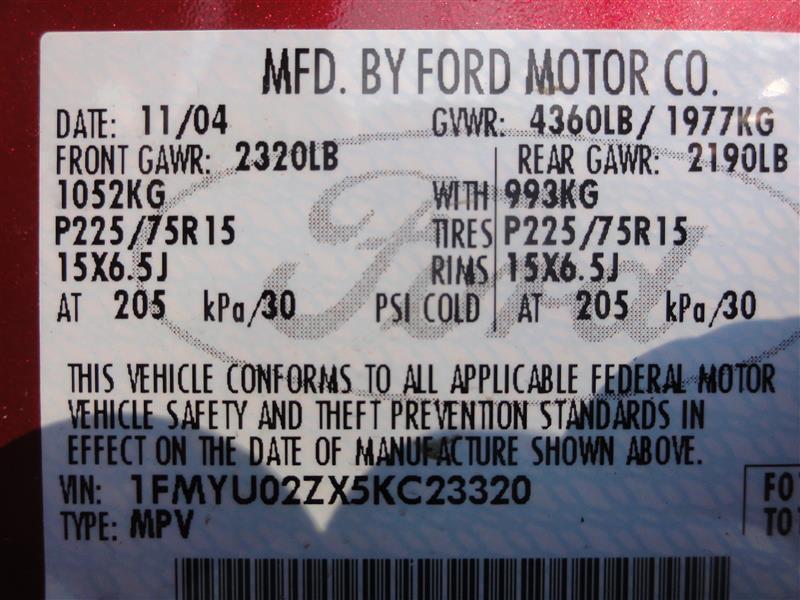 MFD. BY FORD MOTOR CO.
DATE: 11/04 GVWR: 4360LB/ 1977KG
FRONT GAWR: 2320LB REAR GAWR: 2190LB
1052KG WITH 993KG
P225/75R15 TIRES P225/75R15
15X6.5J RIMS 15X6.5J
AT 205 kPa/30 PSI COLD AT 205 kPa/30
Ford
THIS VEHICLE CONFORMS TO ALL APPLICABLE FEDERAL MOTOR
VEHICLE SAFETY AND THEFT PREVENTION STANDARDS IN
EFFECT ON THE DATE OF MANUFACTURE SHOWN ABOVE.
VIN: 1FMYU02ZX5KC23320
FO
TYPE: MPV TO